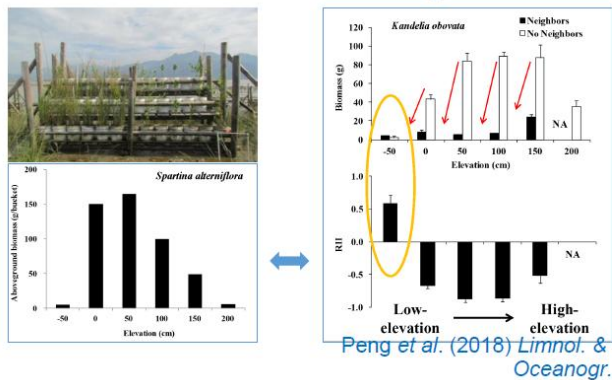 Spartina alterniflora
Aboveground biomass (g/bucket)
200
150
100
50
0
-50 0 50 100 150 200
Elevation (cm)
Kandelia obovata
Neighbors
No Neighbors
Biomass (g)
120
100
80
60
40
20
0
NA
-50 0 50 100 150 200
Elevation (cm)
RII
1.0
0.5
0.0
-0.5
-1.0
NA
Low-
elevation
High-
elevation
Peng et al. (2018) Limnol. &
Oceanogr.